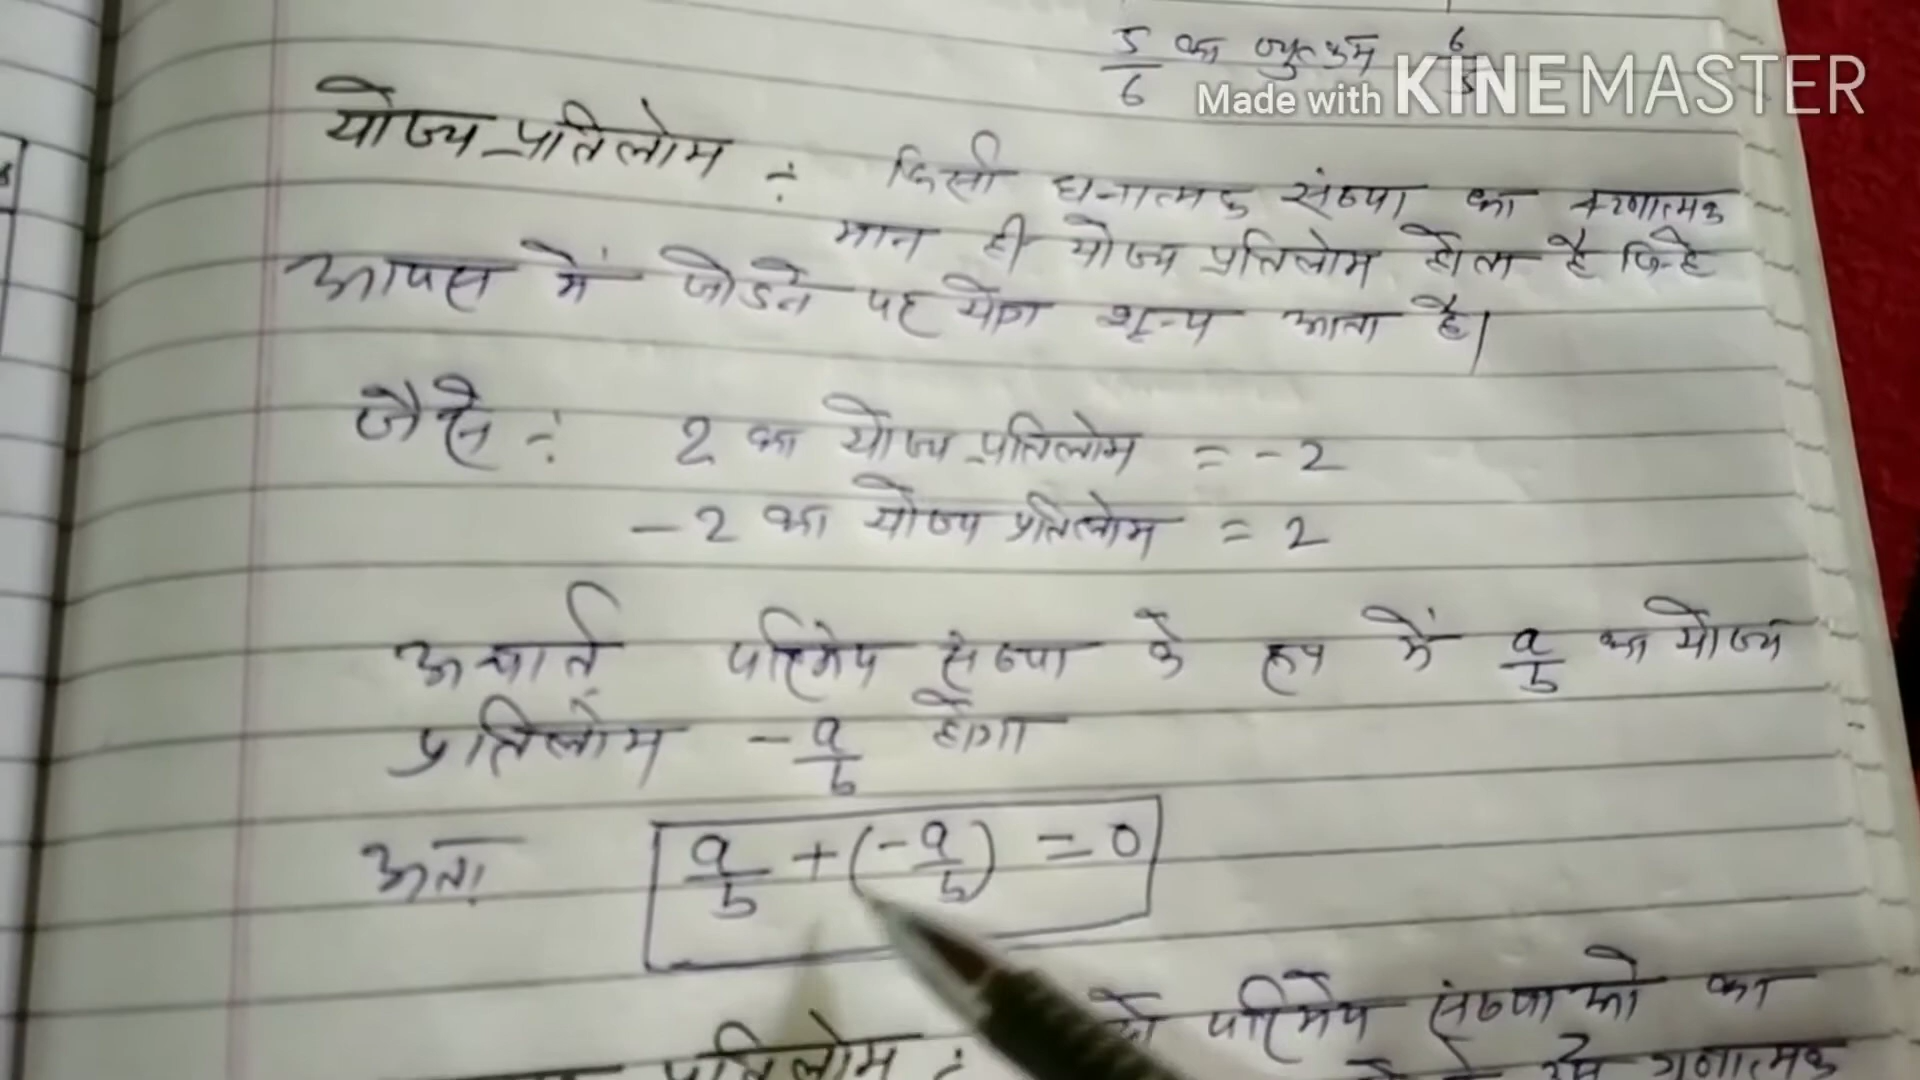 5/6 का व्युत्क्रम 6/5
Made with KINEMASTER
योज्य प्रतिलोम ÷ किसी धनात्मक संख्या का ऋणात्मक
मान ही योज्य प्रतिलोम होता है जिन्हे
आपस में जोडने पर योग शून्य आता है।
जैसे ÷ 2 का योज्य प्रतिलोम = -2
-2 का योज्य प्रतिलोम = 2
अर्थात परिमेय संख्या के रूप में a/b का योज्य
प्रतिलोम -a/b होगा
अतः a/b + (-a/b) = 0
प्रतिलोम ÷ परिमेय संख्याओ का
गुणात्मक